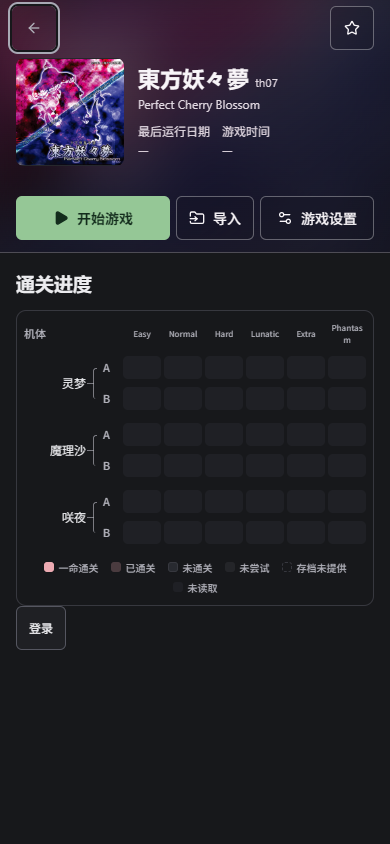 東方妖々夢 th07
Perfect Cherry Blossom
最后运行日期 游戏时间
— —
开始游戏 导入 游戏设置
通关进度
机体 Easy Normal Hard Lunatic Extra Phantas
m
灵梦 A
B
魔理沙 A
B
咲夜 A
B
一命通关 已通关 未通关 未尝试 存档未提供
未读取
登录